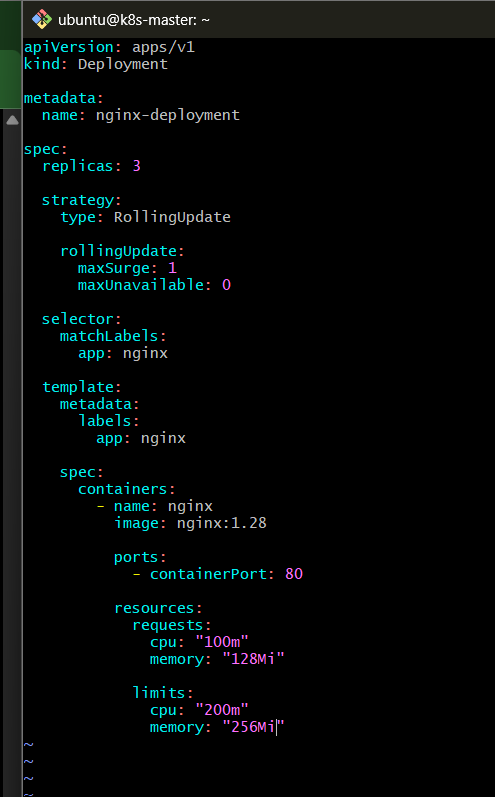 ubuntu@k8s-master: ~
apiVersion: apps/v1
kind: Deployment
metadata:
  name: nginx-deployment
spec:
  replicas: 3
  strategy:
    type: RollingUpdate
    rollingUpdate:
      maxSurge: 1
      maxUnavailable: 0
  selector:
    matchLabels:
      app: nginx
  template:
    metadata:
      labels:
        app: nginx
    spec:
      containers:
        - name: nginx
          image: nginx:1.28
          ports:
            - containerPort: 80
          resources:
            requests:
              cpu: "100m"
              memory: "128Mi"
            limits:
              cpu: "200m"
              memory: "256Mi"
~
~
~
~